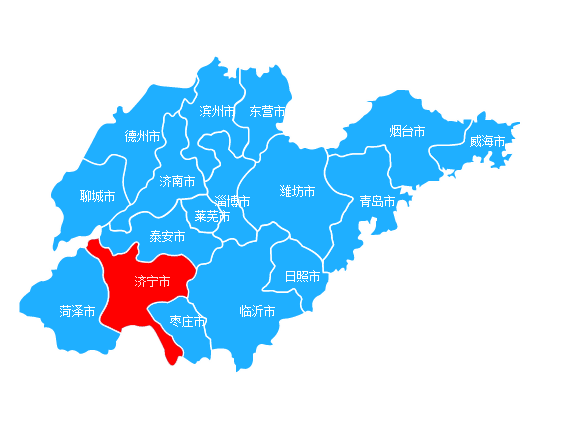 滨州市
东营市
德州市
烟台市
威海市
济南市
潍坊市
聊城市
淄博市
青岛市
莱芜市
泰安市
日照市
济宁市
菏泽市
临沂市
枣庄市